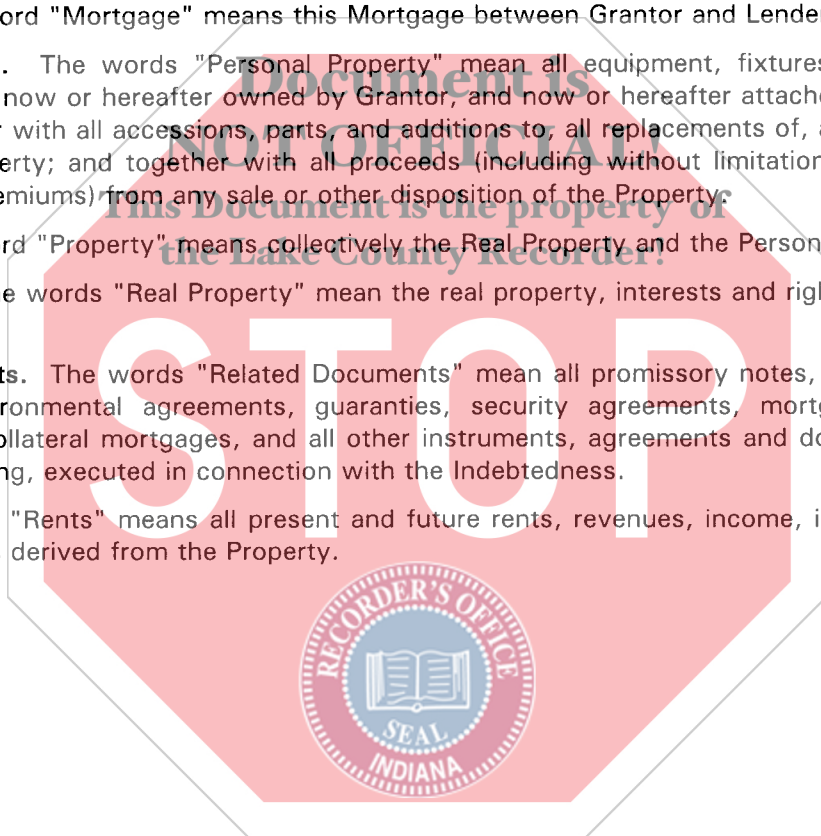 ord "Mortgage" means this Mortgage between Grantor and Lender
. The words "Personal Property" mean all equipment, fixtures
now or hereafter owned by Grantor, and now or hereafter attache
with all accessions, parts, and additions to, all replacements of, a
erty; and together with all proceeds (including without limitation
emiums) from any sale or other disposition of the Property.
rd "Property" means collectively the Real Property and the Person
e words "Real Property" mean the real property, interests and righ
ts. The words "Related Documents" mean all promissory notes,
ronmental agreements, guaranties, security agreements, mortg
ollateral mortgages, and all other instruments, agreements and do
ng, executed in connection with the Indebtedness.
"Rents" means all present and future rents, revenues, income, i
derived from the Property.
Document is
NOT OFFICIAL!
This Document is the property of
the Lake County Recorder!
STOP
RECORDER'S OFFICE
SEAL
INDIANA